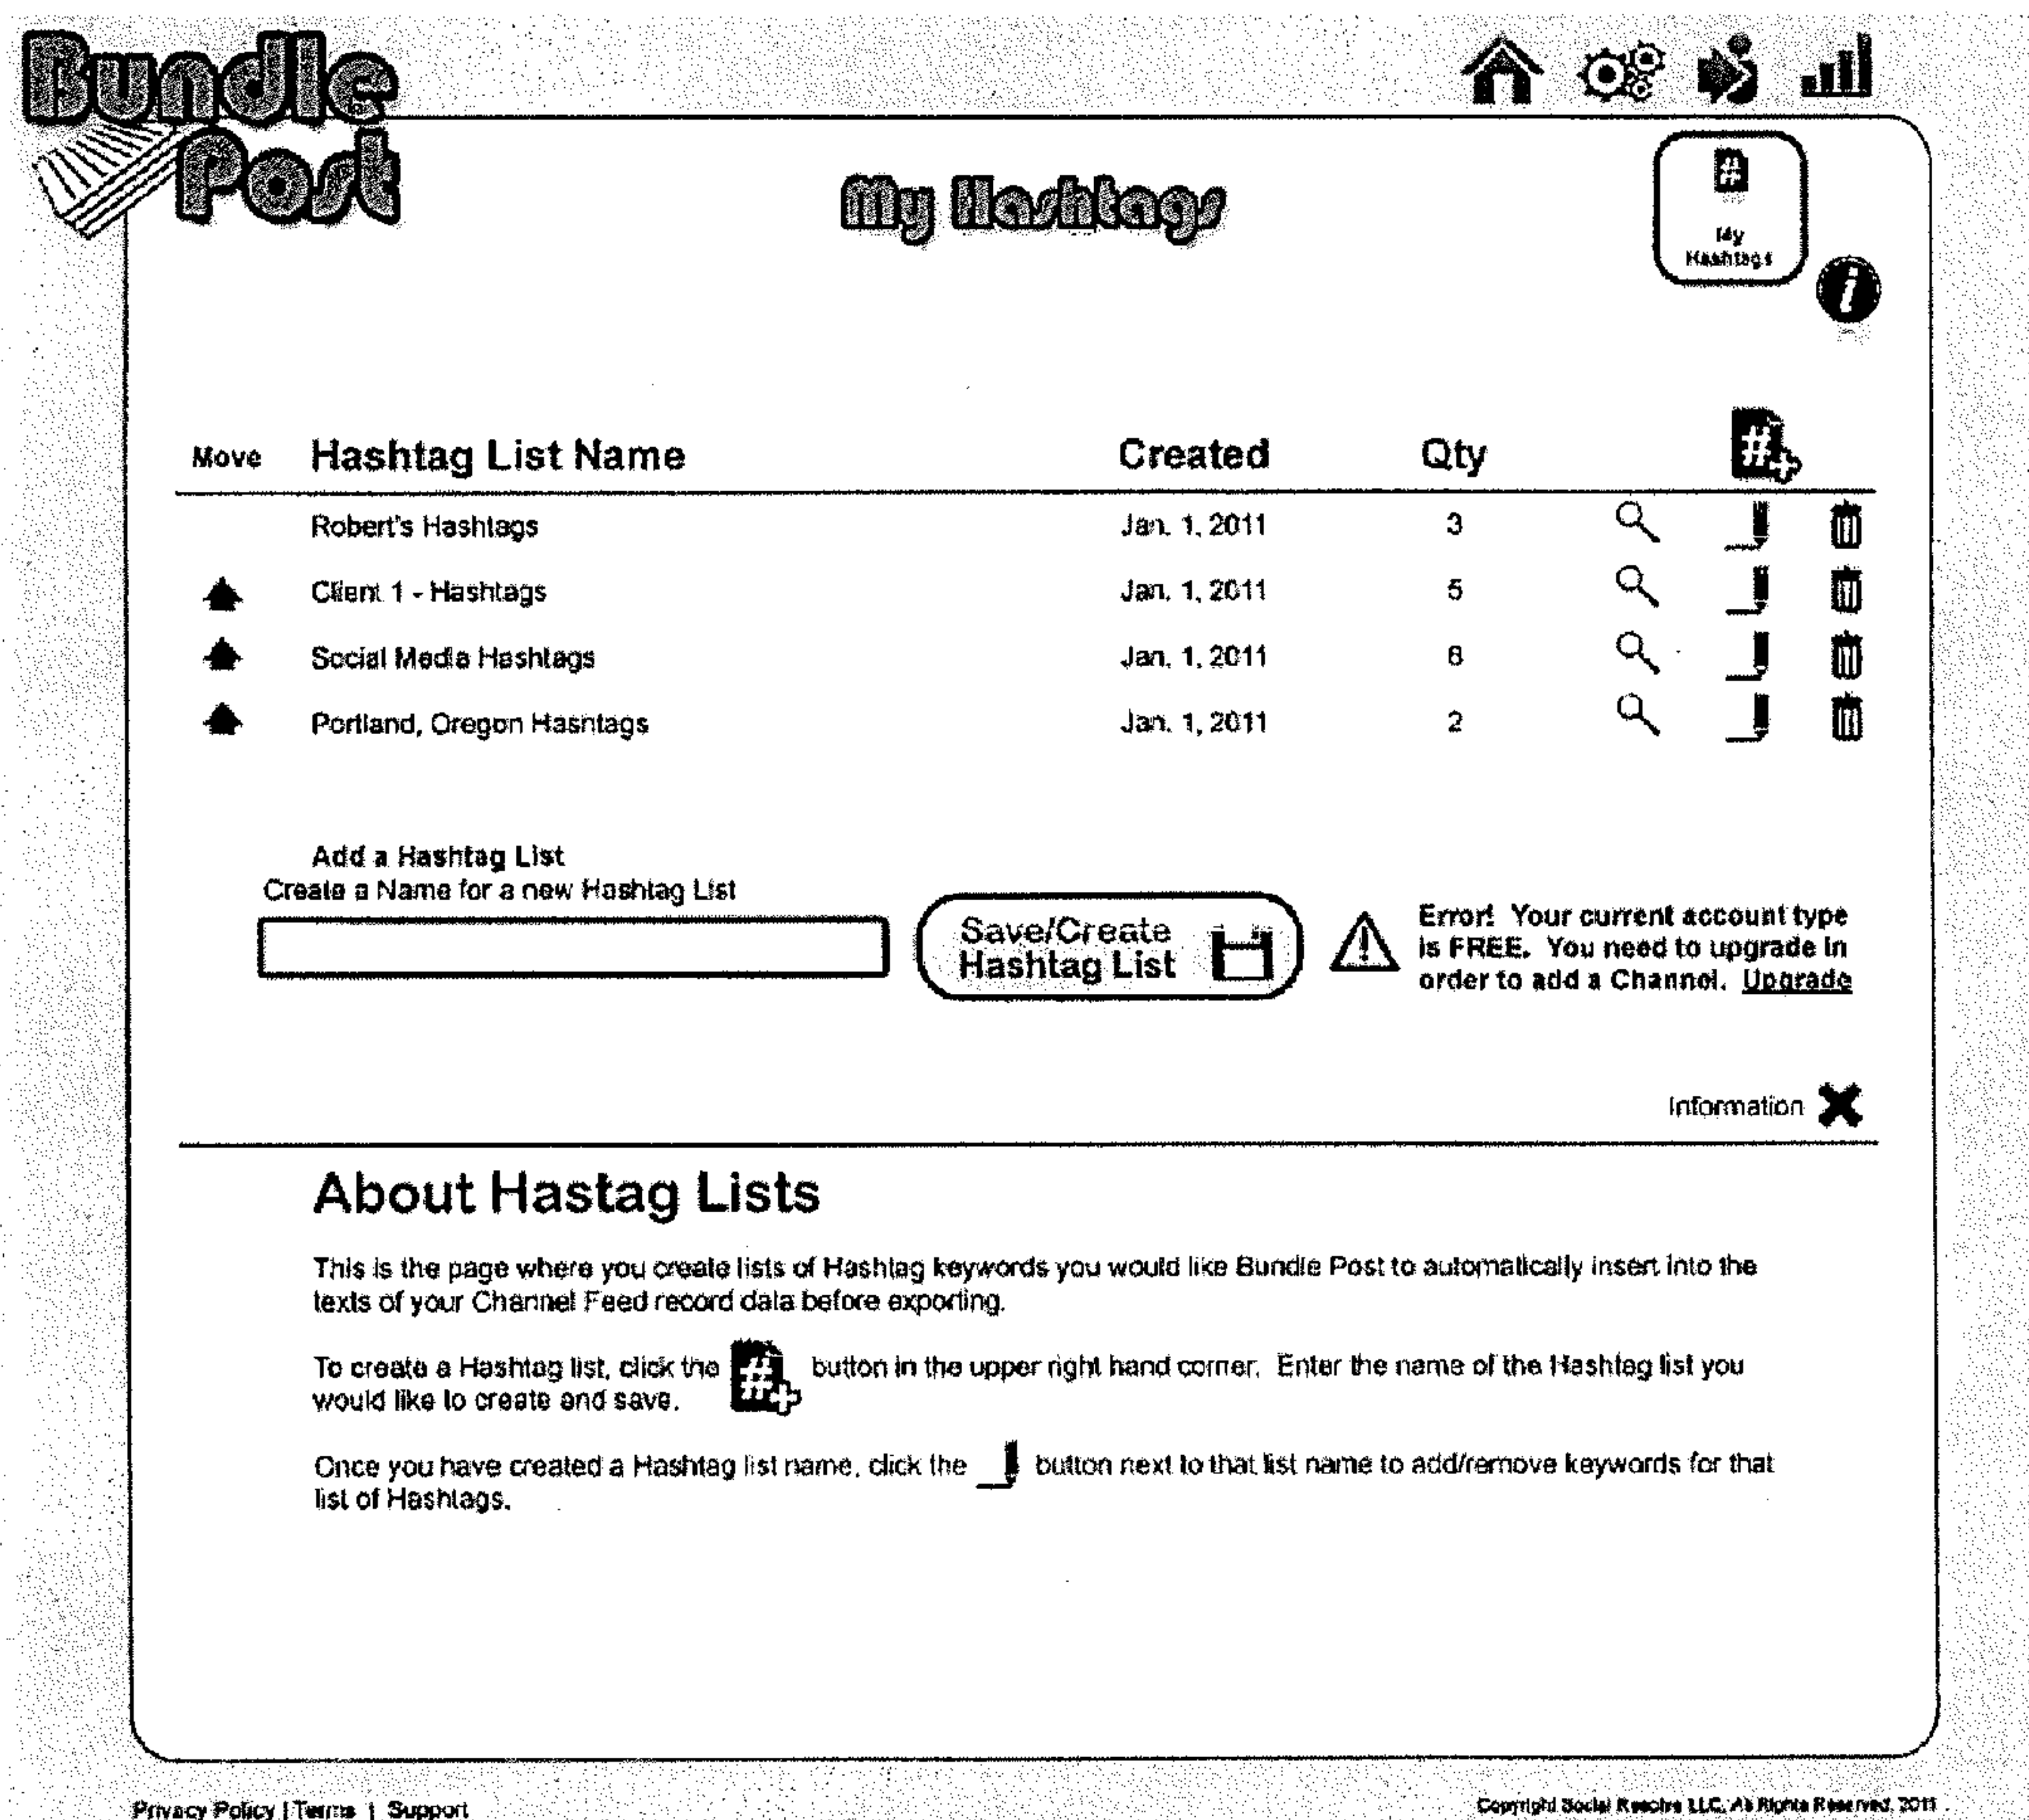 Bundle
Post
My Hashtags
#
My
Hashtags
i
Move Hashtag List Name Created Qty #+
Robert's Hashtags Jan. 1, 2011 3
Client 1 - Hashtags Jan. 1, 2011 5
Social Media Hashtags Jan. 1, 2011 6
Portland, Oregon Hashtags Jan. 1, 2011 2
Add a Hashtag List
Create a Name for a new Hashtag List
Save/Create
Hashtag List
Error! Your current account type
is FREE. You need to upgrade in
order to add a Channel. Upgrade
Information
About Hastag Lists
This is the page where you create lists of Hashtag keywords you would like Bundle Post to automatically insert into the
texts of your Channel Feed record data before exporting.
To create a Hashtag list, click the #+ button in the upper right hand corner. Enter the name of the Hashtag list you
would like to create and save.
Once you have created a Hashtag list name, click the button next to that list name to add/remove keywords for that
list of Hashtags.
Privacy Policy | Terms | Support
Copyright Social Resolve LLC, All Rights Reserved, 2011